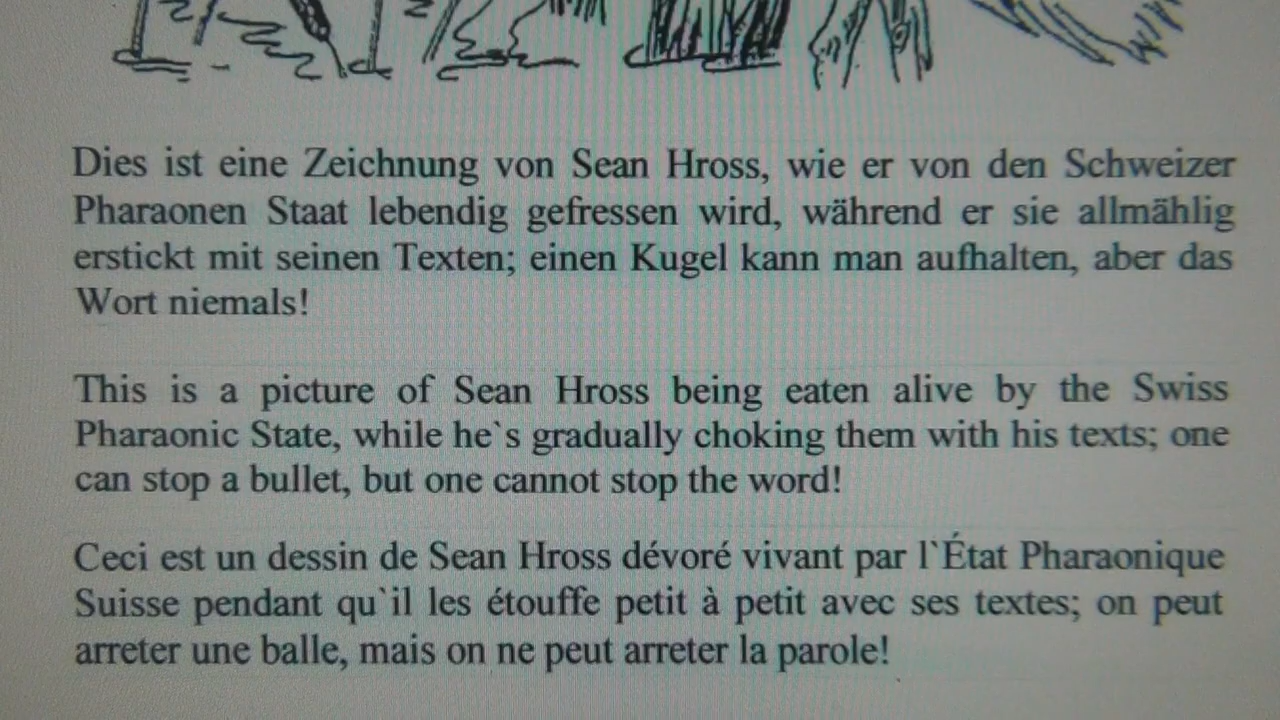 Dies ist eine Zeichnung von Sean Hross, wie er von den Schweizer
Pharaonen Staat lebendig gefressen wird, während er sie allmählig
erstickt mit seinen Texten; einen Kugel kann man aufhalten, aber das
Wort niemals!
This is a picture of Sean Hross being eaten alive by the Swiss
Pharaonic State, while he`s gradually choking them with his texts; one
can stop a bullet, but one cannot stop the word!
Ceci est un dessin de Sean Hross dévoré vivant par l`État Pharaonique
Suisse pendant qu`il les étouffe petit à petit avec ses textes; on peut
arreter une balle, mais on ne peut arreter la parole!